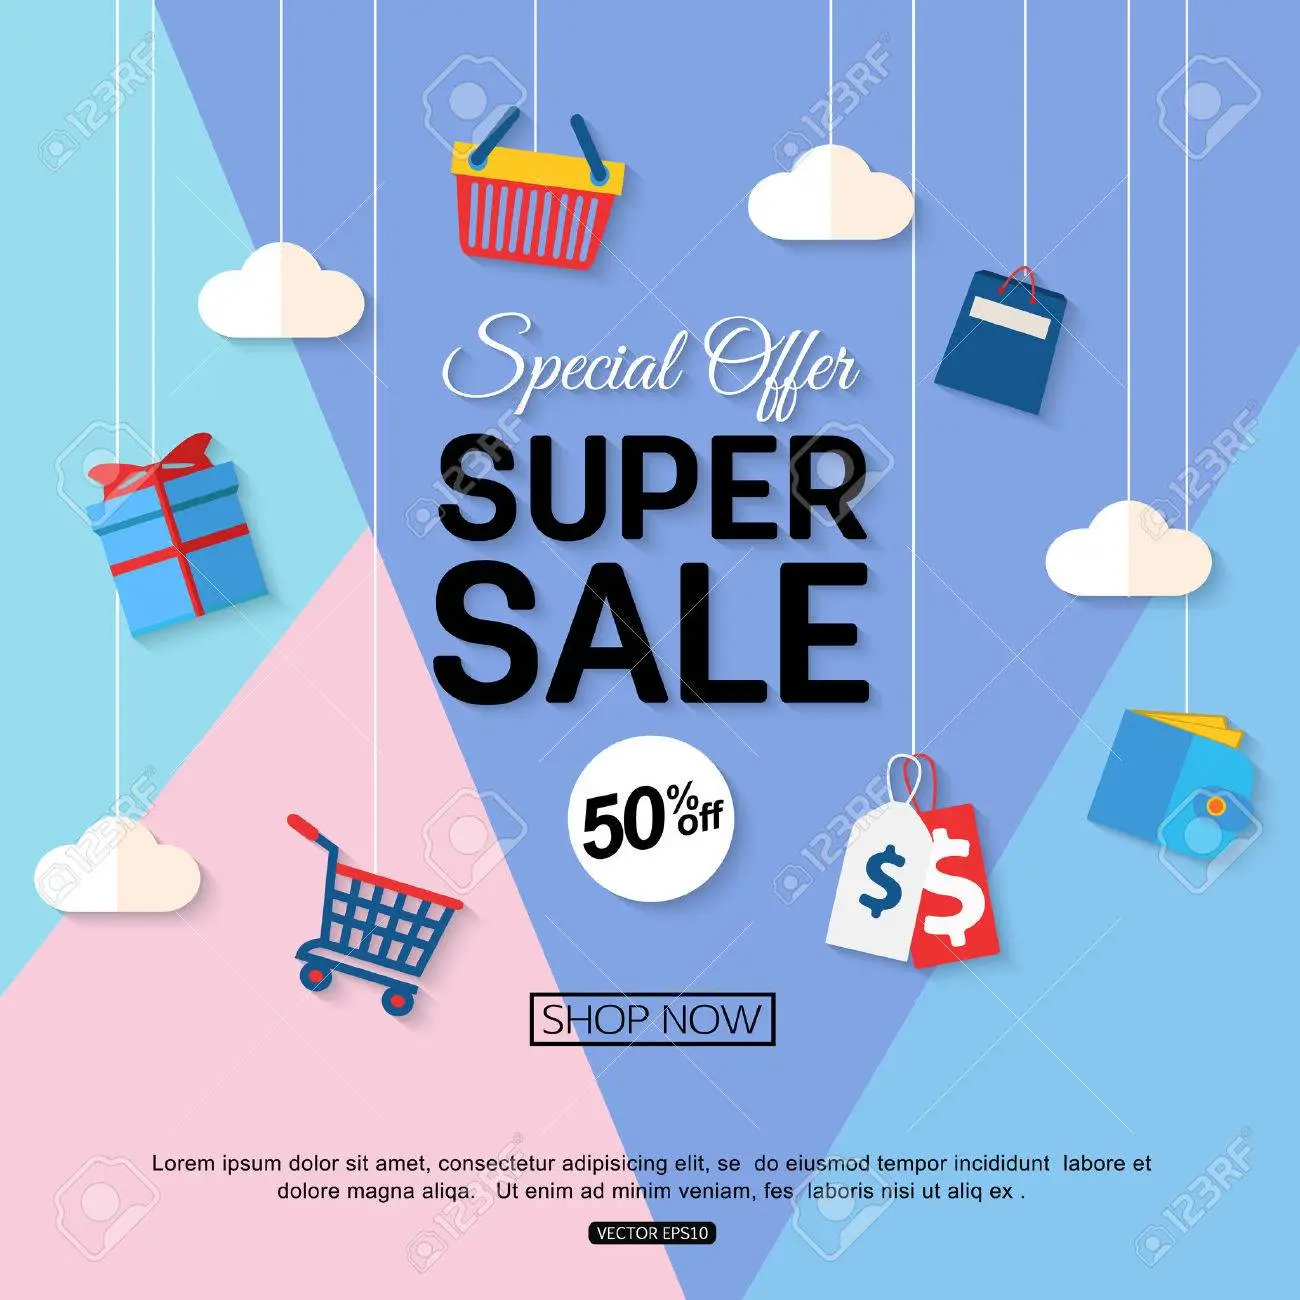 Special Offer
SUPER
SALE
50% off
$ $
SHOP NOW
Lorem ipsum dolor sit amet, consectetur adipisicing elit, se do eiusmod tempor incididunt labore et
dolore magna aliqa. Ut enim ad minim veniam, fes laboris nisi ut aliq ex .
VECTOR EPS10
123RF